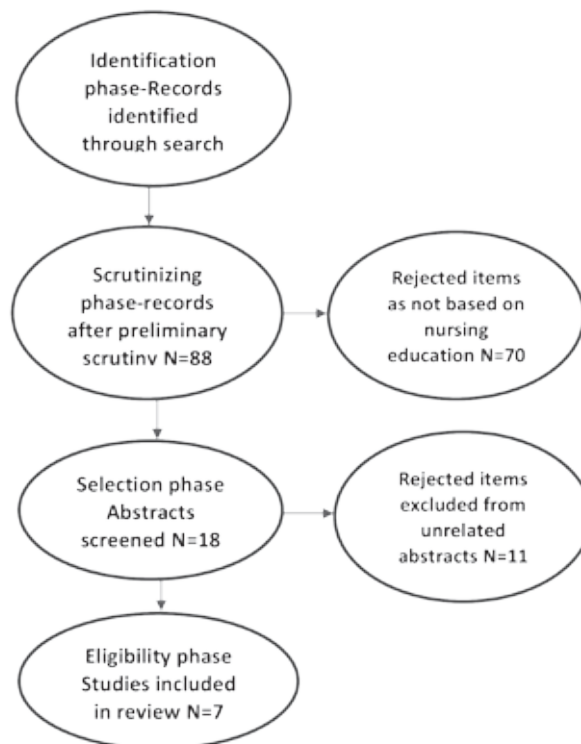 Identification
phase-Records
identified
through search
Scrutinizing
phase-records
after preliminary
scrutiny N=88
Rejected items
as not based on
nursing
education N=70
Selection phase
Abstracts
screened N=18
Rejected items
excluded from
unrelated
abstracts N=11
Eligibility phase
Studies included
in review N=7